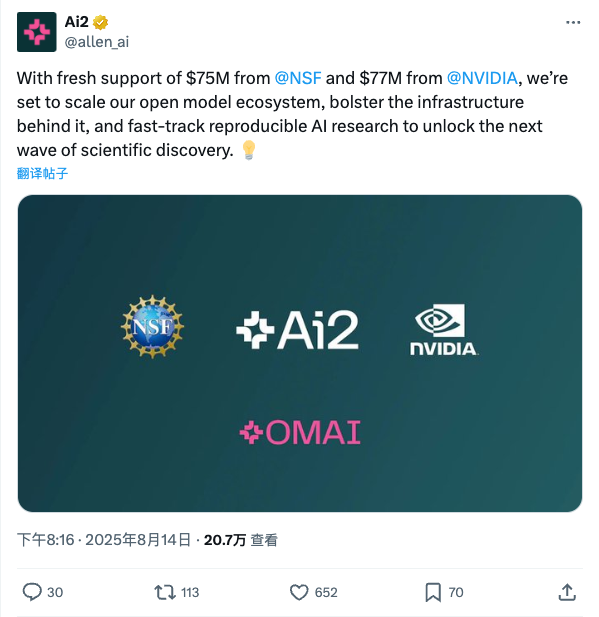 Ai2
@allen_ai
With fresh support of $75M from @NSF and $77M from @NVIDIA, we’re
set to scale our open model ecosystem, bolster the infrastructure
behind it, and fast-track reproducible AI research to unlock the next
wave of scientific discovery. 💡
翻译帖子
NSF
Ai2
NVIDIA
OMAI
下午8:16 · 2025年8月14日 · 20.7万 查看
30 113 652 70